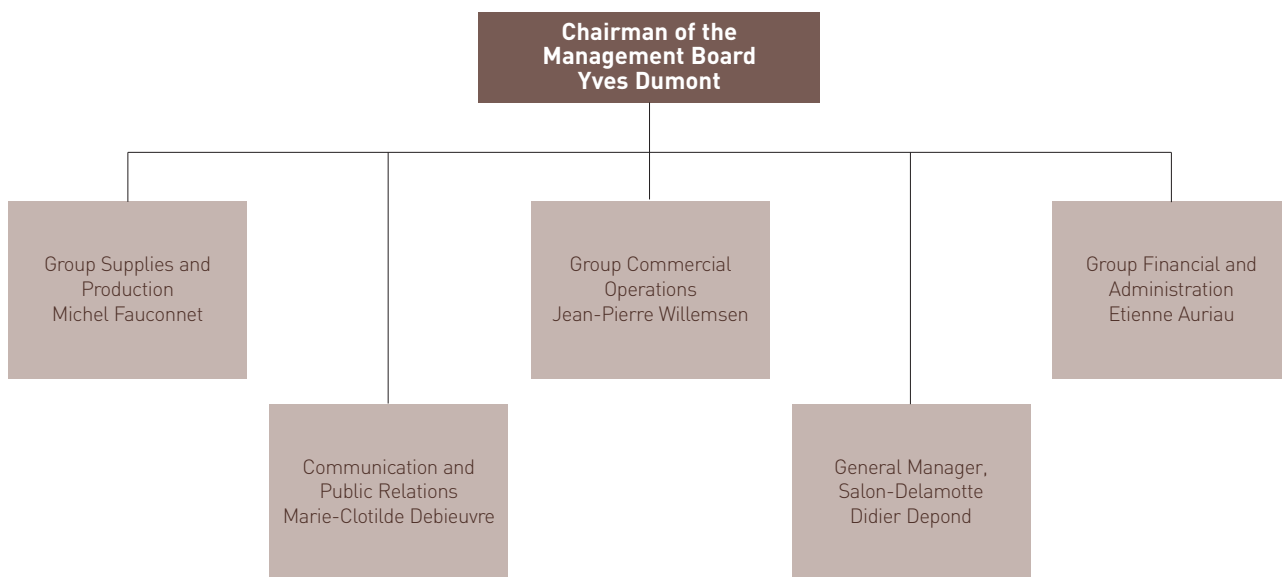 Chairman of the
Management Board
Yves Dumont
Group Supplies and
Production
Michel Fauconnet
Group Commercial
Operations
Jean-Pierre Willemsen
Group Financial and
Administration
Etienne Auriau
Communication and
Public Relations
Marie-Clotilde Debieuvre
General Manager,
Salon-Delamotte
Didier Depond